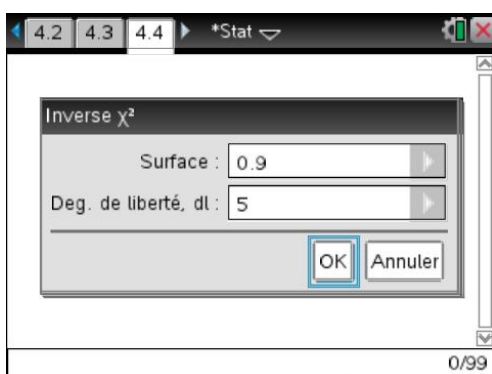 4.2 4.3 4.4 *Stat
Inverse χ²
Surface : 0.9
Deg. de liberté, dl : 5
OK Annuler
0/99